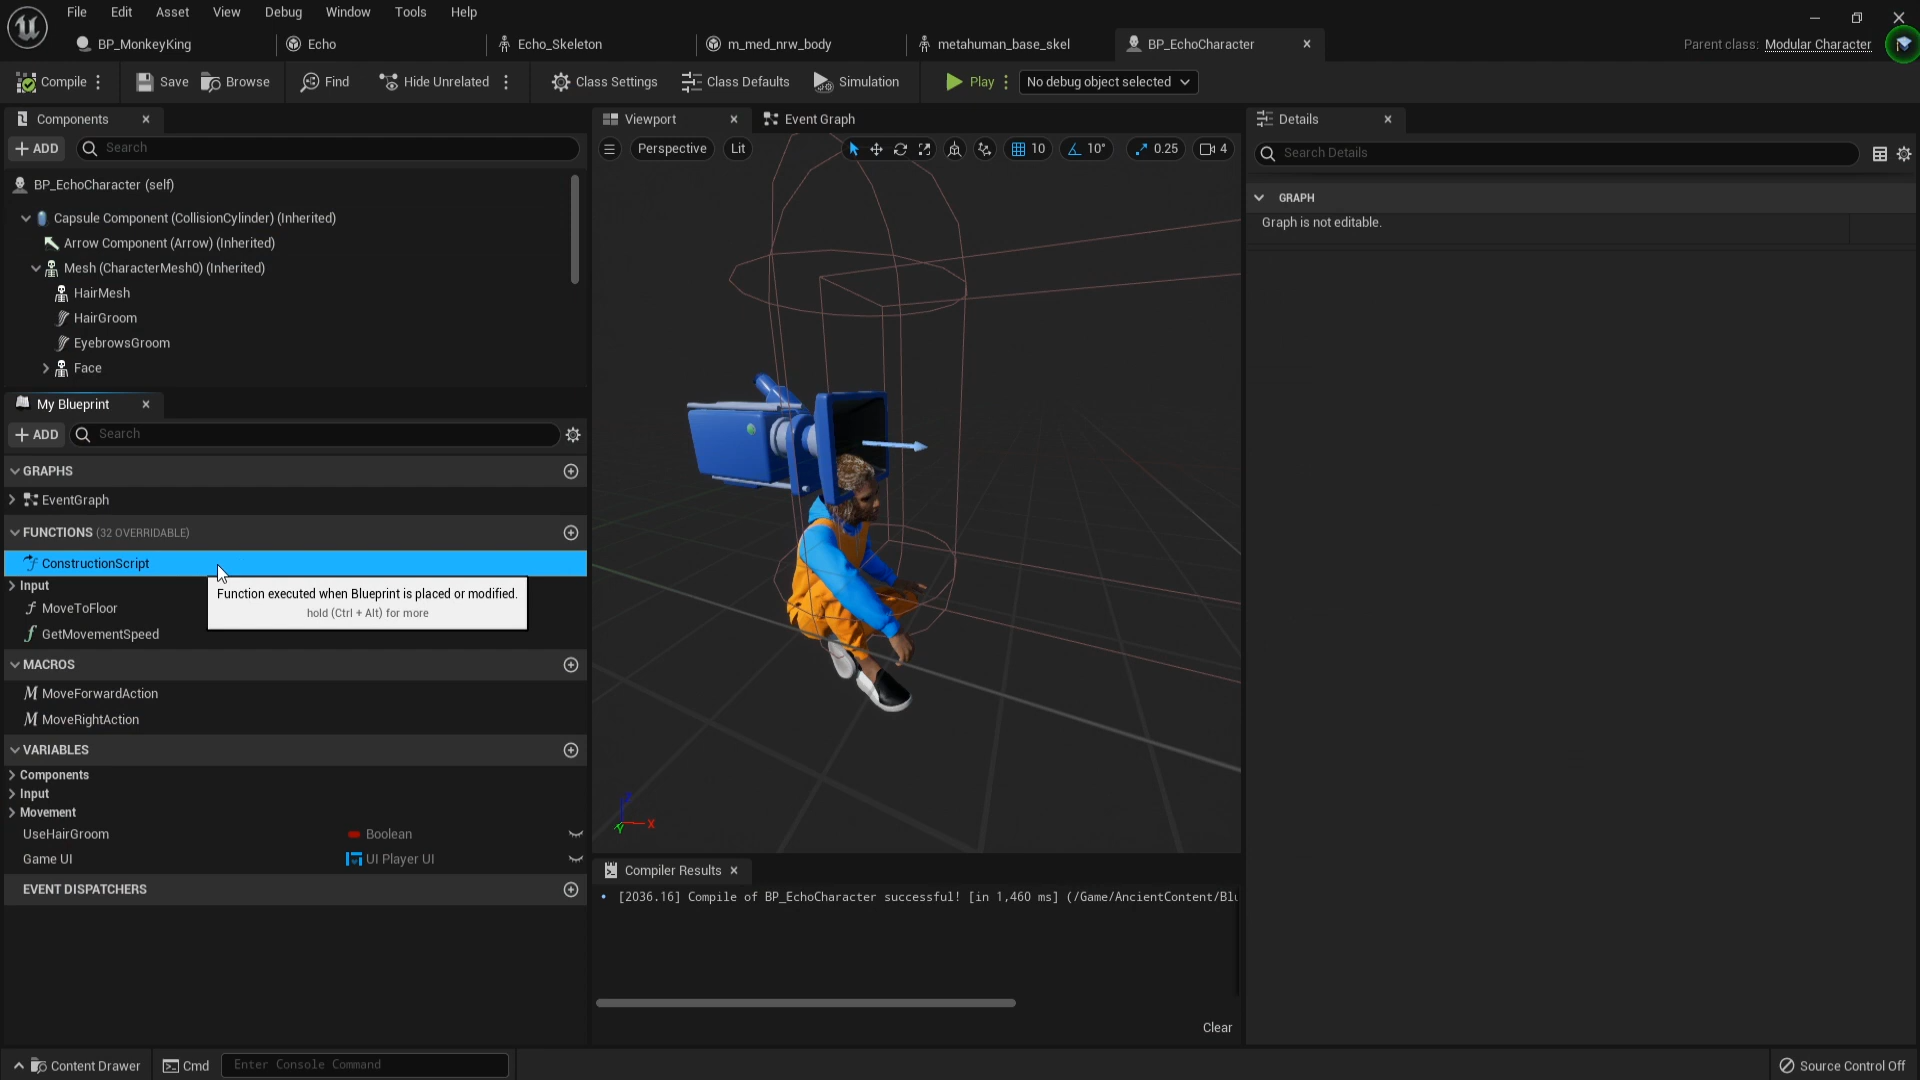 File Edit Asset View Debug Window Tools Help
BP_MonkeyKing Echo Echo_Skeleton m_med_nrw_body metahuman_base_skel BP_EchoCharacter Parent class: Modular Character
Compile Save Browse Find Hide Unrelated Class Settings Class Defaults Simulation Play No debug object selected
Components
ADD Search
BP_EchoCharacter (self)
Capsule Component (CollisionCylinder) (Inherited)
Arrow Component (Arrow) (Inherited)
Mesh (CharacterMesh0) (Inherited)
HairMesh
HairGroom
EyebrowsGroom
Face
My Blueprint
ADD Search
GRAPHS
EventGraph
FUNCTIONS (32 OVERRIDABLE)
ConstructionScript
Input
MoveToFloor
GetMovementSpeed
Function executed when Blueprint is placed or modified.
hold (Ctrl + Alt) for more
MACROS
MoveForwardAction
MoveRightAction
VARIABLES
Components
Input
Movement
UseHairGroom Boolean
Game UI UI Player UI
EVENT DISPATCHERS
Viewport Event Graph
Perspective Lit 10 10° 0.25 4
X
Y
Compiler Results
[2036.16] Compile of BP_EchoCharacter successful! [in 1,460 ms] (/Game/AncientContent/Blu
Clear
Details
Search Details
GRAPH
Graph is not editable.
Content Drawer Cmd Enter Console Command Source Control Off